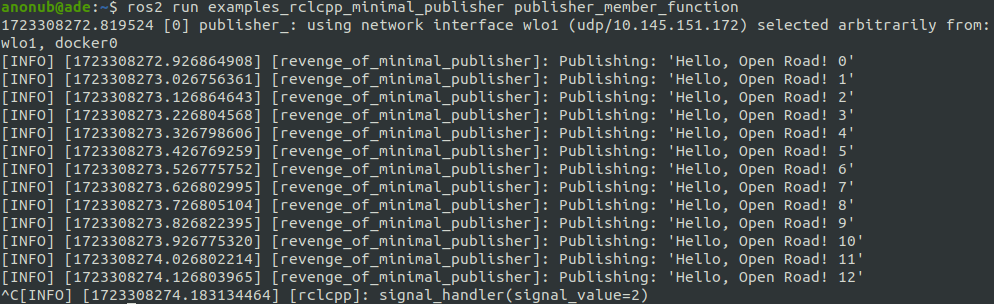 anonub@ade:~$ ros2 run examples_rclcpp_minimal_publisher publisher_member_function
1723308272.819524 [0] publisher_: using network interface wlo1 (udp/10.145.151.172) selected arbitrarily from:
wlo1, docker0
[INFO] [1723308272.926864908] [revenge_of_minimal_publisher]: Publishing: 'Hello, Open Road! 0'
[INFO] [1723308273.026756361] [revenge_of_minimal_publisher]: Publishing: 'Hello, Open Road! 1'
[INFO] [1723308273.126864643] [revenge_of_minimal_publisher]: Publishing: 'Hello, Open Road! 2'
[INFO] [1723308273.226804568] [revenge_of_minimal_publisher]: Publishing: 'Hello, Open Road! 3'
[INFO] [1723308273.326798606] [revenge_of_minimal_publisher]: Publishing: 'Hello, Open Road! 4'
[INFO] [1723308273.426769259] [revenge_of_minimal_publisher]: Publishing: 'Hello, Open Road! 5'
[INFO] [1723308273.526775752] [revenge_of_minimal_publisher]: Publishing: 'Hello, Open Road! 6'
[INFO] [1723308273.626802995] [revenge_of_minimal_publisher]: Publishing: 'Hello, Open Road! 7'
[INFO] [1723308273.726805104] [revenge_of_minimal_publisher]: Publishing: 'Hello, Open Road! 8'
[INFO] [1723308273.826822395] [revenge_of_minimal_publisher]: Publishing: 'Hello, Open Road! 9'
[INFO] [1723308273.926775320] [revenge_of_minimal_publisher]: Publishing: 'Hello, Open Road! 10'
[INFO] [1723308274.026802214] [revenge_of_minimal_publisher]: Publishing: 'Hello, Open Road! 11'
[INFO] [1723308274.126803965] [revenge_of_minimal_publisher]: Publishing: 'Hello, Open Road! 12'
^C[INFO] [1723308274.183134464] [rclcpp]: signal_handler(signal_value=2)